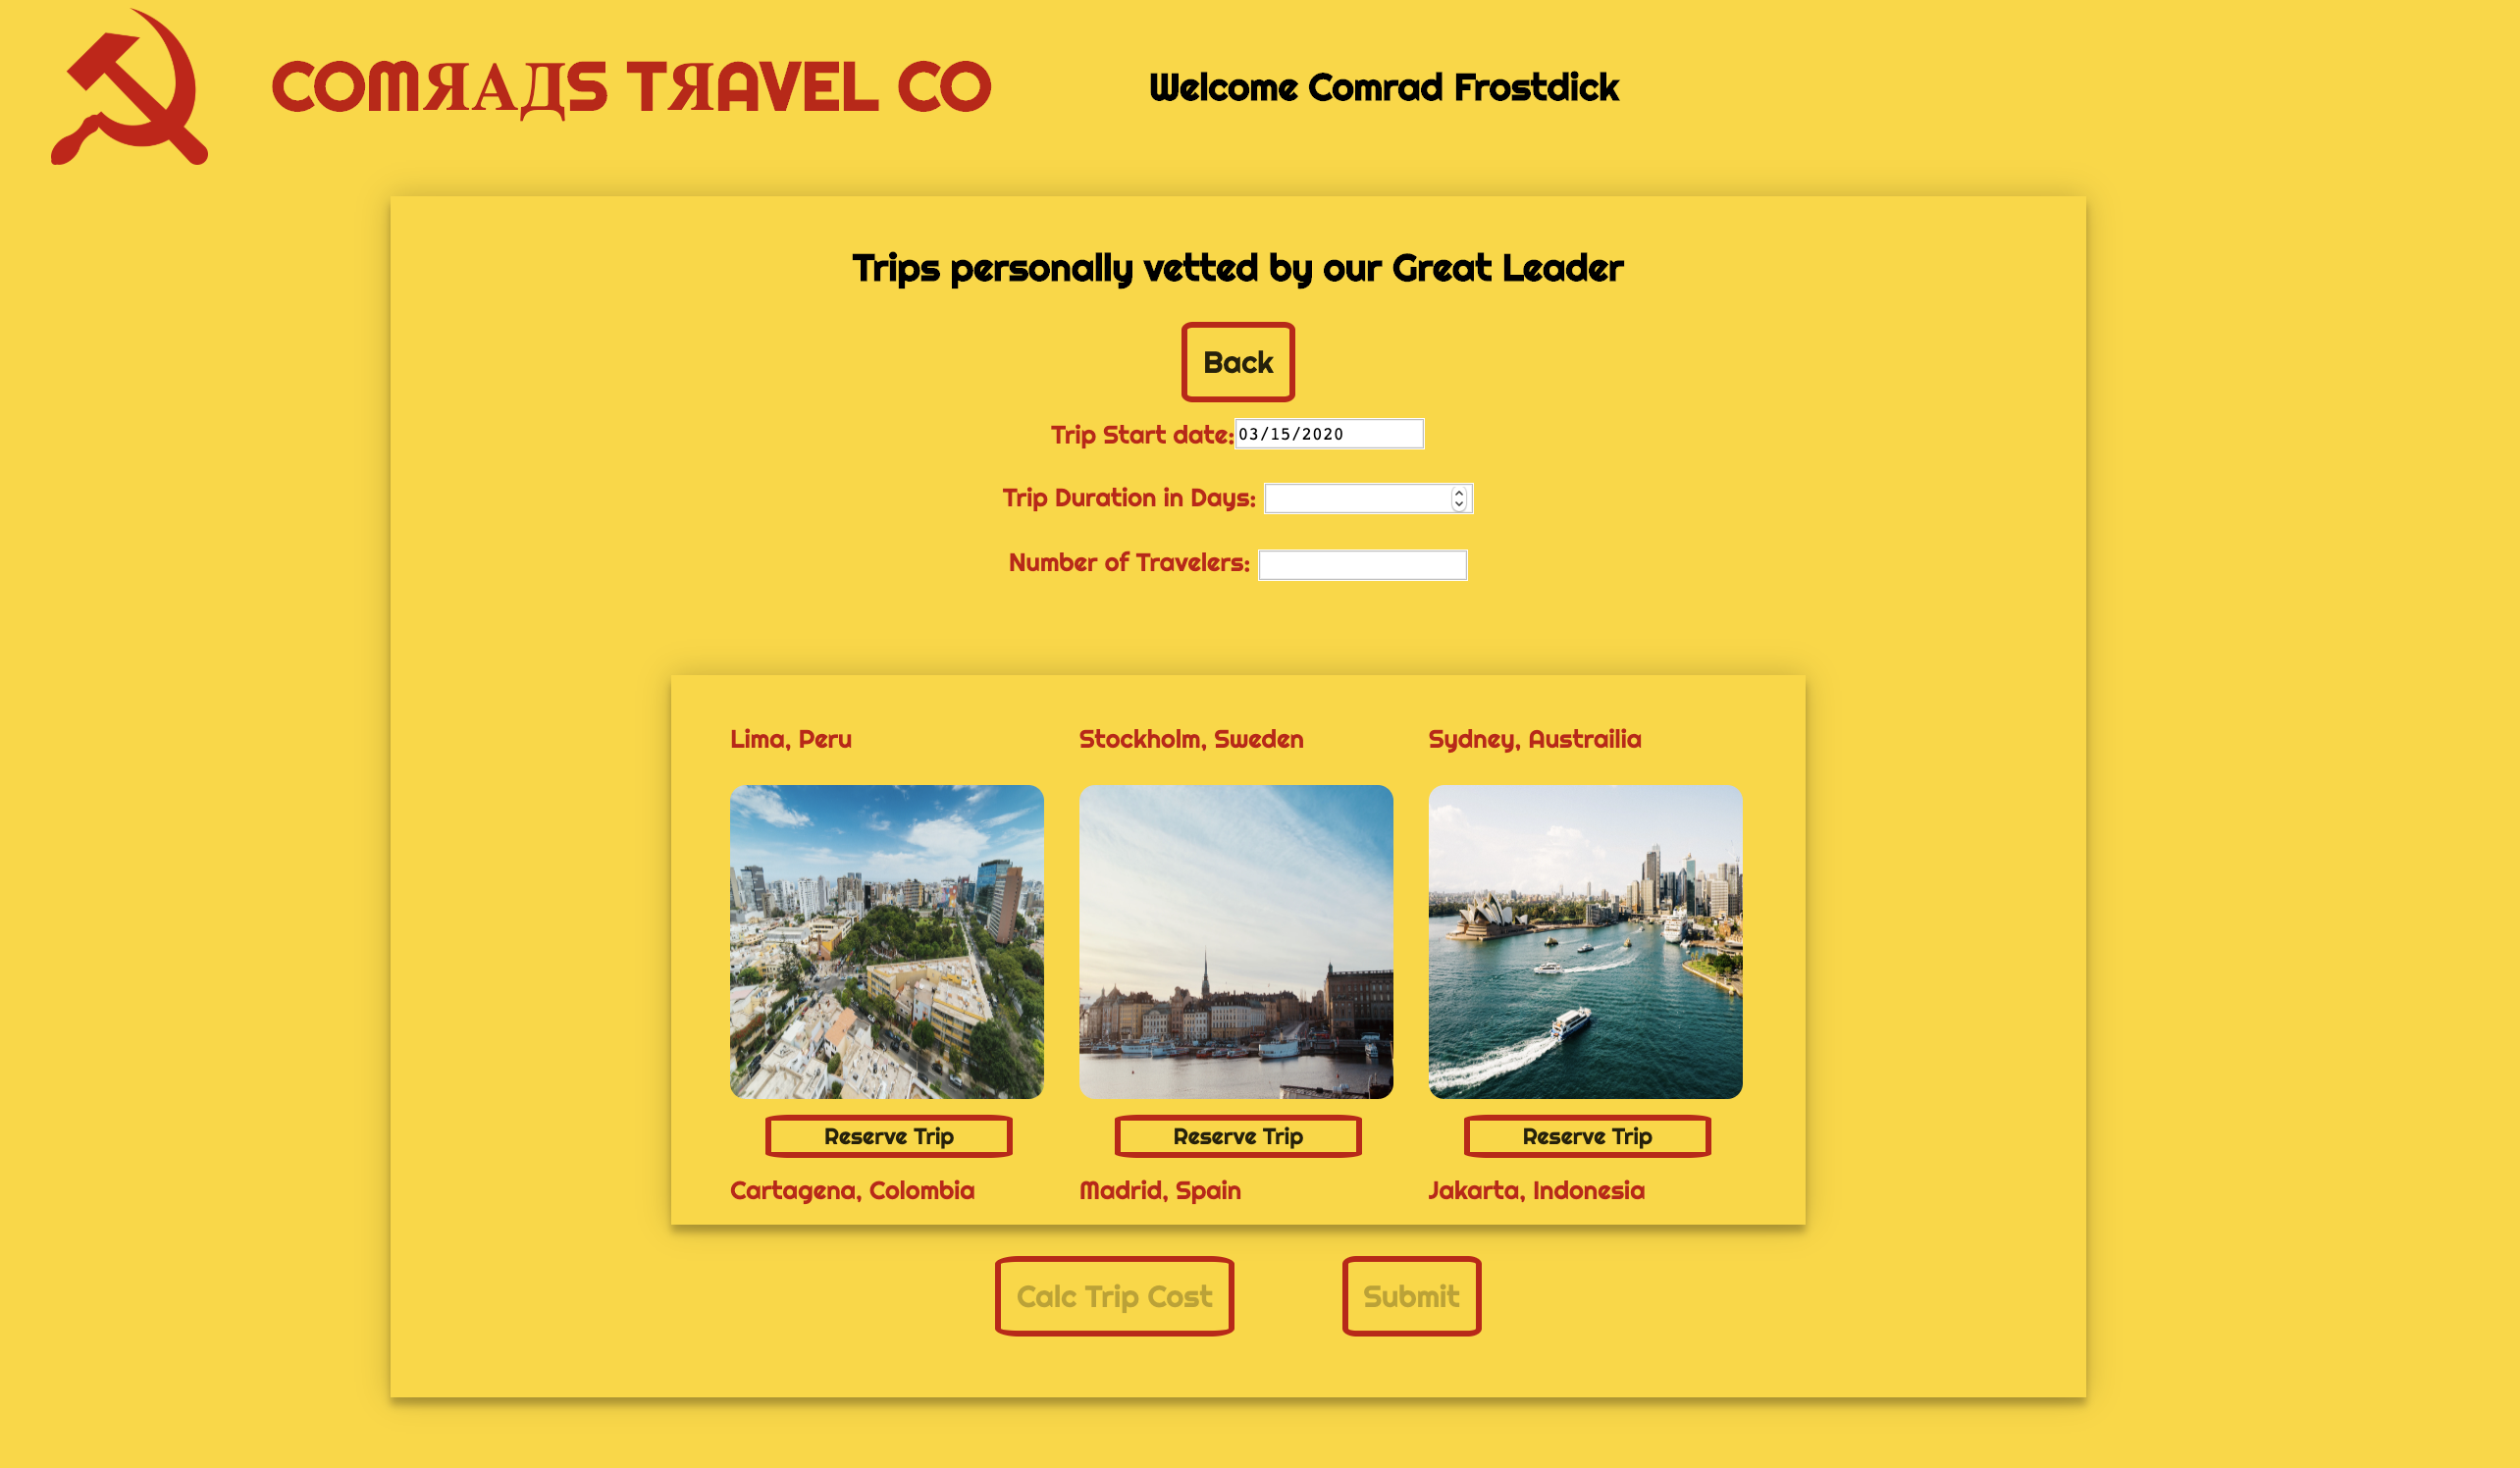 COMЯAДS TЯAVEL CO
Welcome Comrad Frostdick
Trips personally vetted by our Great Leader
Back
Trip Start date: 03/15/2020
Trip Duration in Days:
Number of Travelers:
Lima, Peru
Stockholm, Sweden
Sydney, Austrailia
Reserve Trip
Reserve Trip
Reserve Trip
Cartagena, Colombia
Madrid, Spain
Jakarta, Indonesia
Calc Trip Cost
Submit